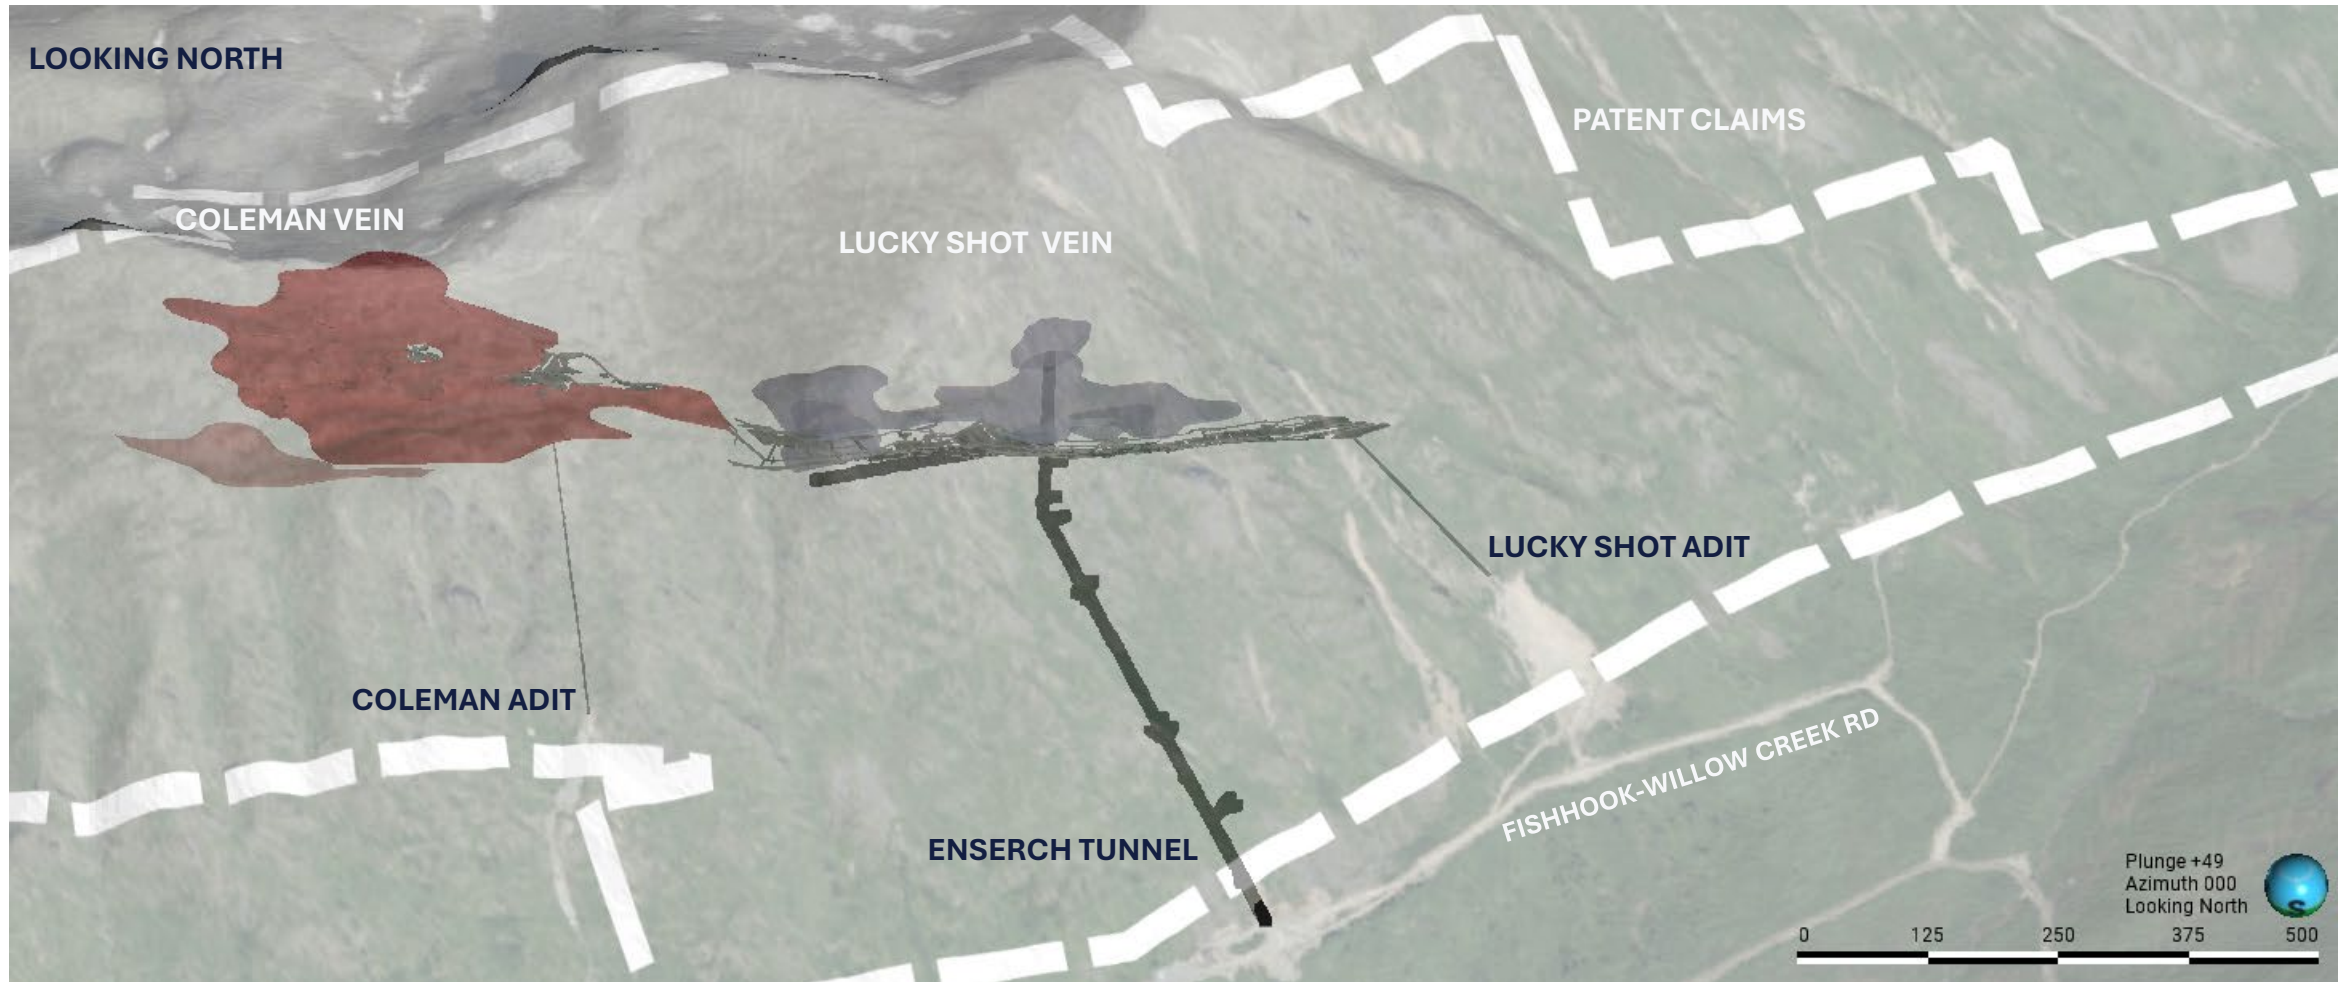 LOOKING NORTH
PATENT CLAIMS
COLEMAN VEIN
LUCKY SHOT VEIN
LUCKY SHOT ADIT
COLEMAN ADIT
FISHHOOK-WILLOW CREEK RD
ENSERCH TUNNEL
Plunge +49
Azimuth 000
Looking North
S
0 125 250 375 500